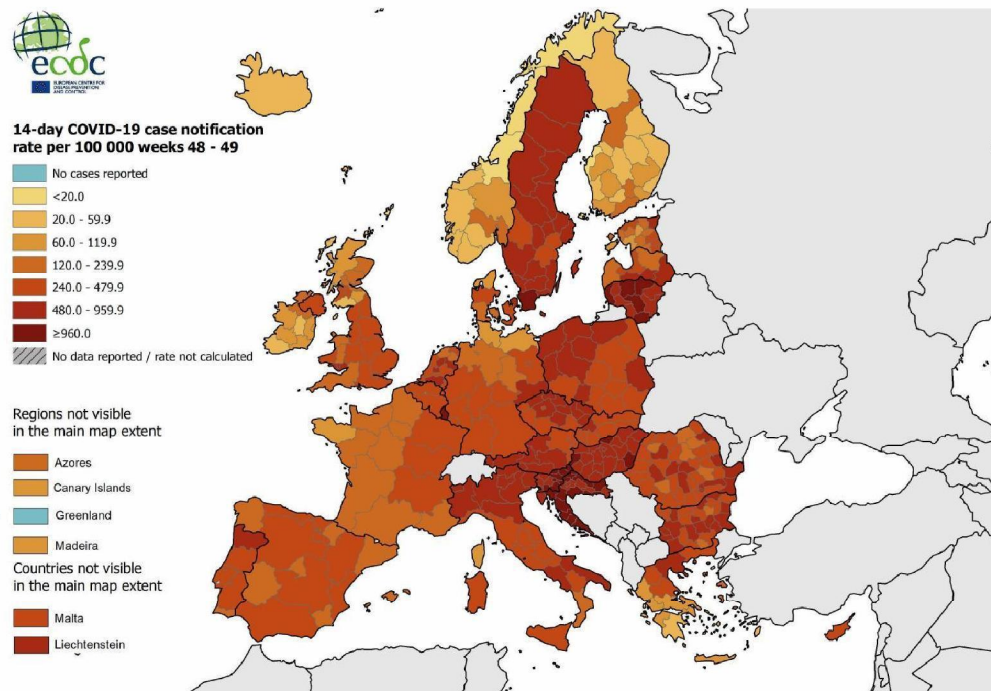 ecdc
EUROPEAN CENTRE FOR
DISEASE PREVENTION
AND CONTROL
14-day COVID-19 case notification
rate per 100 000 weeks 48 - 49
No cases reported
<20.0
20.0 - 59.9
60.0 - 119.9
120.0 - 239.9
240.0 - 479.9
480.0 - 959.9
≥960.0
No data reported / rate not calculated
Regions not visible
in the main map extent
Azores
Canary Islands
Greenland
Madeira
Countries not visible
in the main map extent
Malta
Liechtenstein